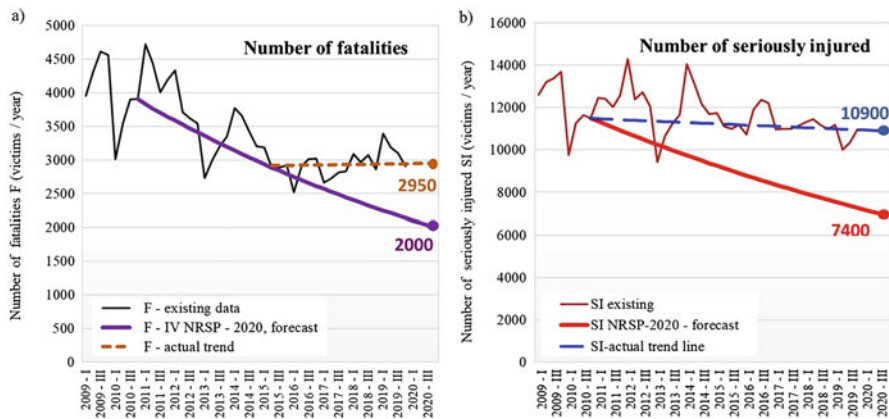 a)
Number of fatalities
Number of fatalities F (victims / year)
5000
4500
4000
3500
3000
2500
2000
1500
1000
500
0
2950
2000
F - existing data
F - IV NRSP - 2020, forecast
F - actual trend
2009 - I
2009 - III
2010 - I
2010 - III
2011 - I
2011 - III
2012 - I
2012 - III
2013 - I
2013 - III
2014 - I
2014 - III
2015 - I
2015 - III
2016 - I
2016 - III
2017 - I
2017 - III
2018 - I
2018 - III
2019 - I
2019 - III
2020 - I
2020 - III
b)
Number of seriously injured
Number of seriously injured SI (victims / year)
16000
14000
12000
10000
8000
6000
4000
2000
0
10900
7400
SI existing
SI NRSP-2020 - forecast
SI-actual trend line
2009 - I
2009 - III
2010 - I
2010 - III
2011 - I
2011 - III
2012 - I
2012 - III
2013 - I
2013 - III
2014 - I
2014 - III
2015 - I
2015 - III
2016 - I
2016 - III
2017 - I
2017 - III
2018 - I
2018 - III
2019 - I
2019 - III
2020 - I
2020 - III